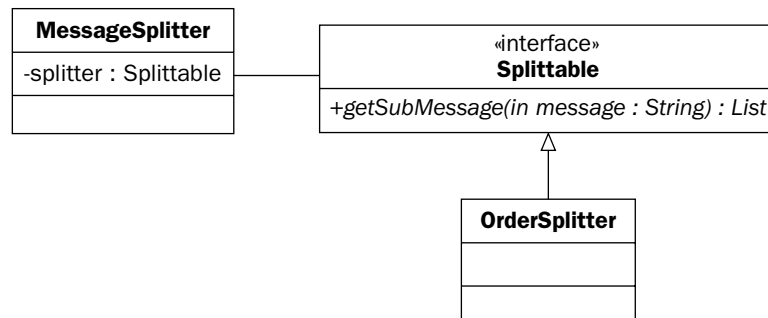 MessageSplitter
-splitter : Splittable
«interface»
Splittable
+getSubMessage(in message : String) : List
OrderSplitter